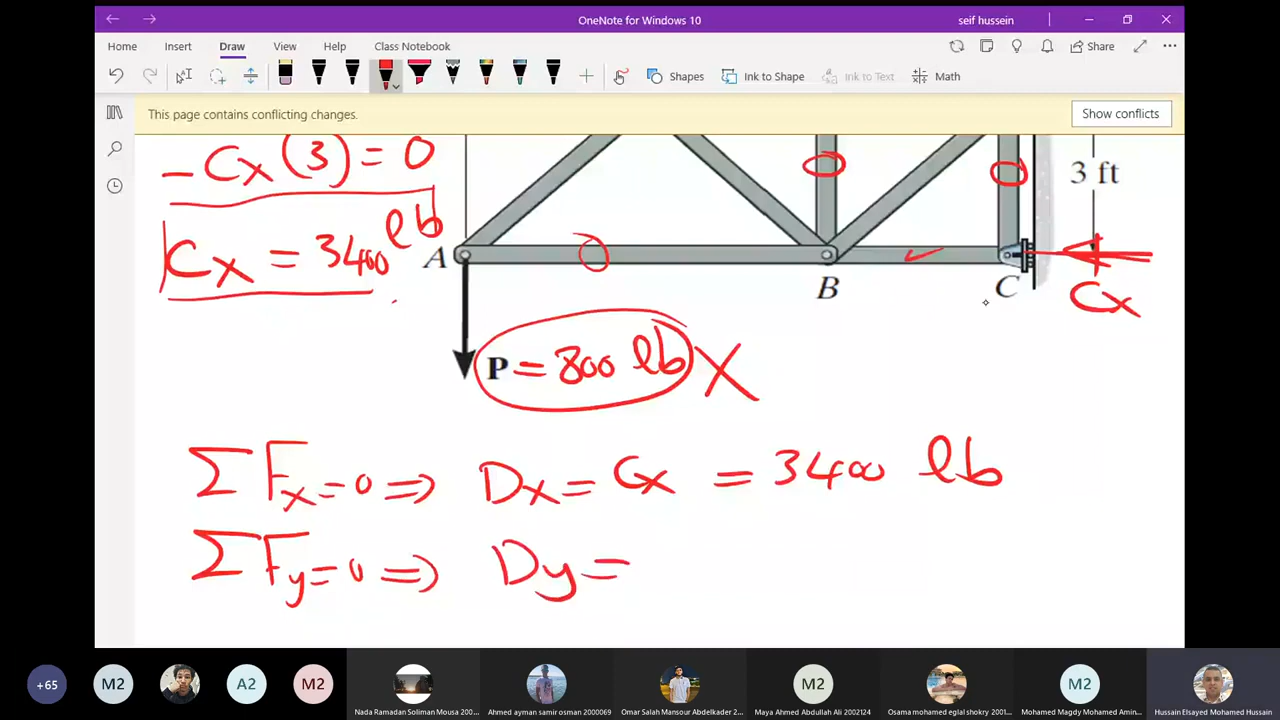 OneNote for Windows 10
seif hussein
Home Insert Draw View Help Class Notebook
Share
Shapes Ink to Shape Ink to Text Math
This page contains conflicting changes.
Show conflicts
- Cx (3) = 0
Cx = 3400 lb
3 ft
A
B
C
Cx
P = 800 lb X
ΣFx=0 => Dx = Cx = 3400 lb
ΣFy=0 => Dy =
+65
M2
A2
M2
M2
M2
Nada Ramadan Soliman Mousa 200...
Ahmed ayman samir osman 2000069
Omar Salah Mansour Abdelkader 2...
Maya Ahmed Abdullah Ali 2002124
Osama mohamed eglal shokry 2001...
Mohamed Magdy Mohamed Amin...
Hussain Elsayed Mohamed Hussain